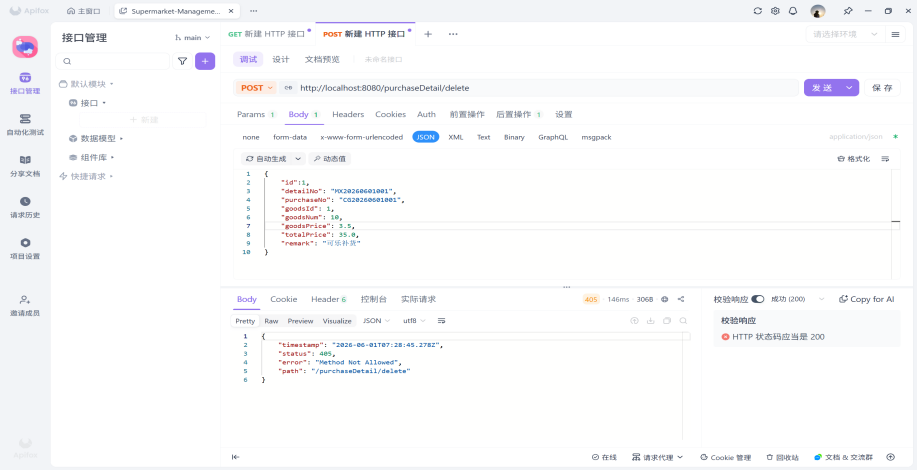 Apifox 主窗口 Supermarket-Manageme... × ···
接口管理 main
GET 新建 HTTP 接口 POST 新建 HTTP 接口 + ···
请选择环境
调试 设计 文档预览 未命名接口
默认模块
接口
+ 新建
数据模型
组件库
快捷请求
接口管理
自动化测试
分享文档
请求历史
项目设置
邀请成员
Apifox
POST http://localhost:8080/purchaseDetail/delete 发 送 保 存
Params 1 Body 1 Headers Cookies Auth 前置操作 后置操作 1 设置
none form-data x-www-form-urlencoded JSON XML Text Binary GraphQL msgpack application/json
自动生成 动态值 格式化
1 {
2 "id":1,
3 "detailNo": "MX20260601001",
4 "purchaseNo": "CG20260601001",
5 "goodsId": 1,
6 "goodsNum": 10,
7 "goodsPrice": 3.5,
8 "totalPrice": 35.0,
9 "remark": "可乐补货"
10 }
Body Cookie Header 6 控制台 实际请求 405 · 146ms · 306B
Pretty Raw Preview Visualize JSON utf8
1 {
2 "timestamp": "2026-06-01T07:28:45.278Z",
3 "status": 405,
4 "error": "Method Not Allowed",
5 "path": "/purchaseDetail/delete"
6 }
校验响应 成功 (200) Copy for AI
校验响应
HTTP 状态码应当是 200
在线 请求代理 Cookie 管理 回收站 文档 & 交流群